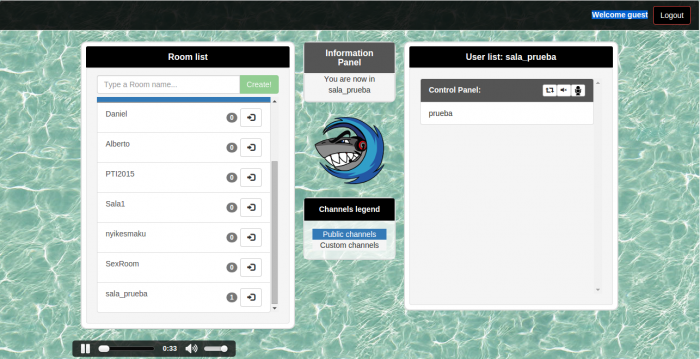 Welcome guest
Logout
Room list
Type a Room name...
Create!
Daniel
0
Alberto
0
PTI2015
0
Sala1
0
nyikesmaku
0
SexRoom
0
sala_prueba
1
Information
Panel
You are now in
sala_prueba
Channels legend
Public channels
Custom channels
User list: sala_prueba
Control Panel:
prueba
0:33